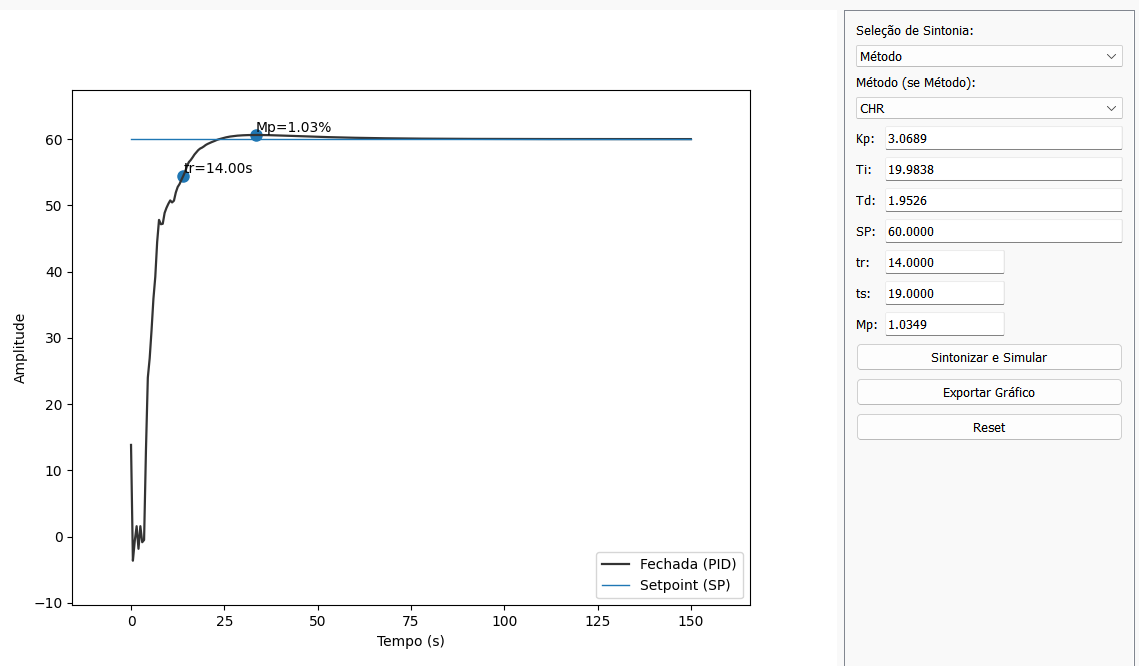 Mp=1.03%
tr=14.00s
60
50
40
30
20
10
0
−10
0 25 50 75 100 125 150
Amplitude
Tempo (s)
Fechada (PID)
Setpoint (SP)
Seleção de Sintonia:
Método
Método (se Método):
CHR
Kp: 3.0689
Ti: 19.9838
Td: 1.9526
SP: 60.0000
tr: 14.0000
ts: 19.0000
Mp: 1.0349
Sintonizar e Simular
Exportar Gráfico
Reset